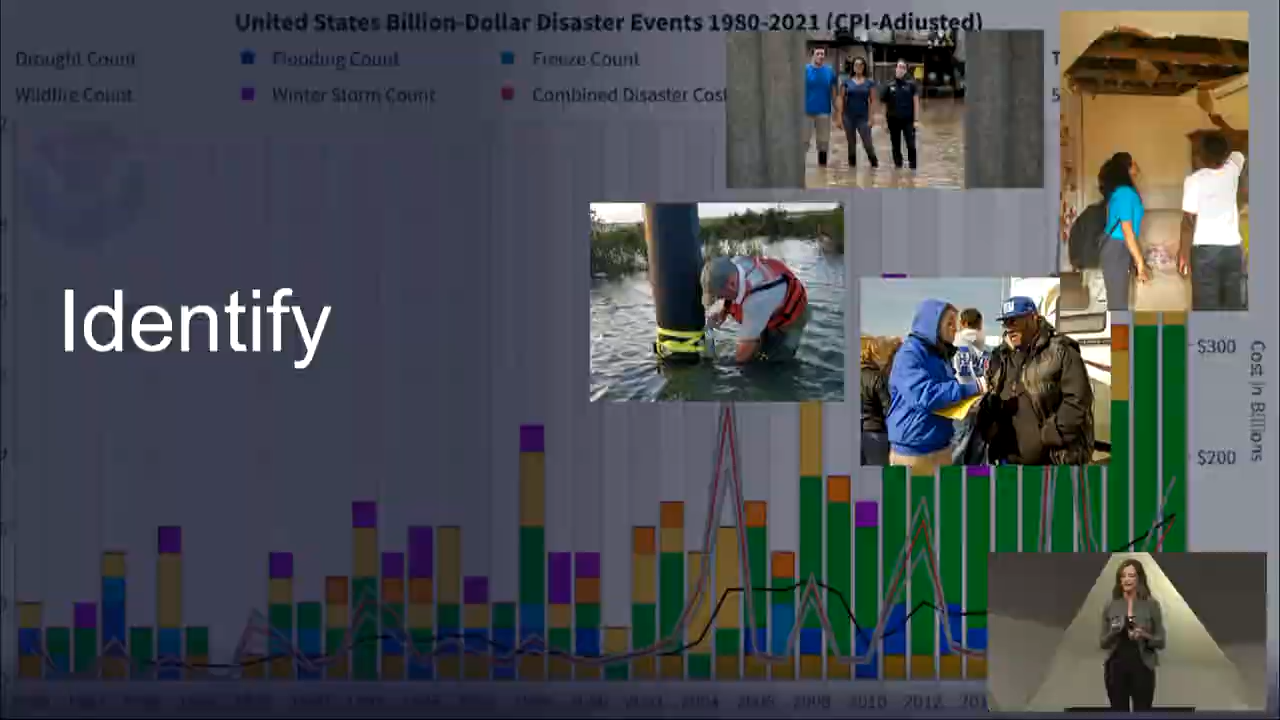 United States Billion-Dollar Disaster Events 1980-2021 (CPI-Adjusted)
Drought Count
Flooding Count
Freeze Count
Wildfire Count
Winter Storm Count
Combined Disaster Cost
Identify
$300
$200
Cost in Billions
2004
2006
2008
2010
2012